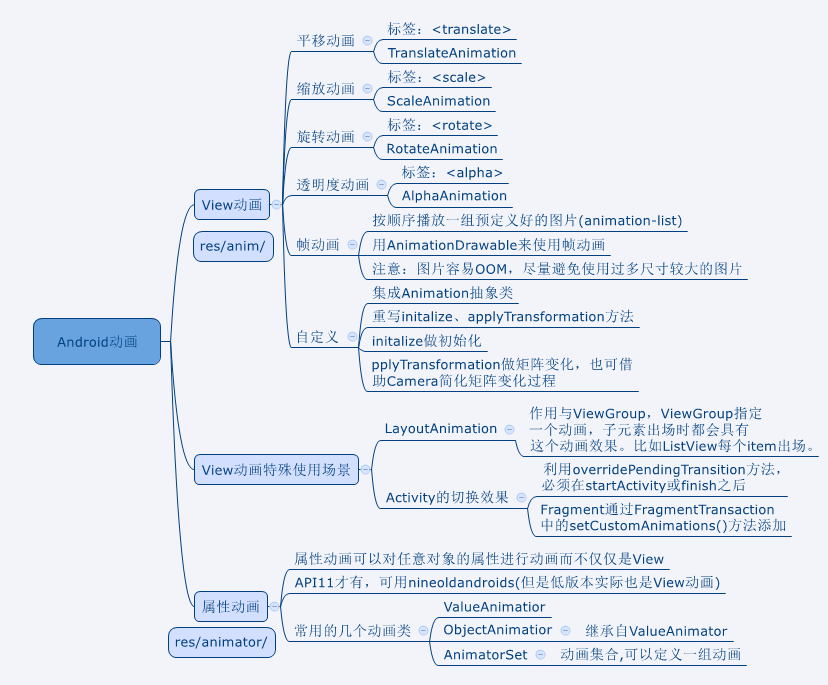 Android动画
View动画
res/anim/
平移动画
标签：<translate>
TranslateAnimation
缩放动画
标签：<scale>
ScaleAnimation
旋转动画
标签：<rotate>
RotateAnimation
透明度动画
标签：<alpha>
AlphaAnimation
帧动画
按顺序播放一组预定义好的图片(animation-list)
用AnimationDrawable来使用帧动画
注意：图片容易OOM，尽量避免使用过多尺寸较大的图片
自定义
集成Animation抽象类
重写initalize、applyTransformation方法
initalize做初始化
pplyTransformation做矩阵变化，也可借
助Camera简化矩阵变化过程
View动画特殊使用场景
LayoutAnimation
作用与ViewGroup，ViewGroup指定
一个动画，子元素出场时都会具有
这个动画效果。比如ListView每个item出场。
Activity的切换效果
利用overridePendingTransition方法，
必须在startActivity或finish之后
Fragment通过FragmentTransaction
中的setCustomAnimations()方法添加
属性动画
res/animator/
属性动画可以对任意对象的属性进行动画而不仅仅是View
API11才有，可用nineoldandroids(但是低版本实际也是View动画)
常用的几个动画类
ValueAnimatior
ObjectAnimatior
继承自ValueAnimator
AnimatorSet
动画集合,可以定义一组动画